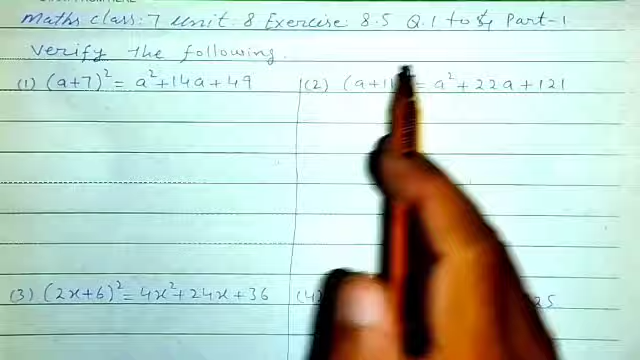 Maths class: 7 Unit: 8 Exercise: 8.5 Q.1 to Part-1
Verify the following.
(1) (a+7)² = a²+14a+49
(2) (a+1 = a²+22a+121
(3) (2x+6)² = 4x²+24x+36
(4) 25